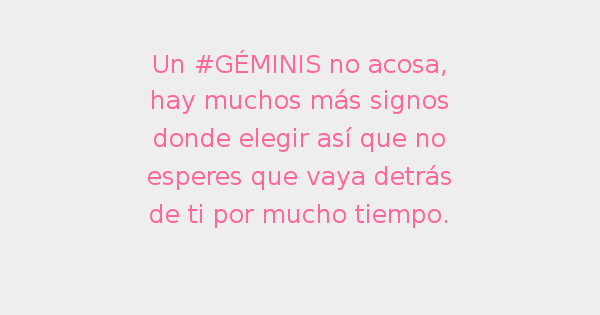 Un #GÉMINIS no acosa,
hay muchos más signos
donde elegir así que no
esperes que vaya detrás
de ti por mucho tiempo.